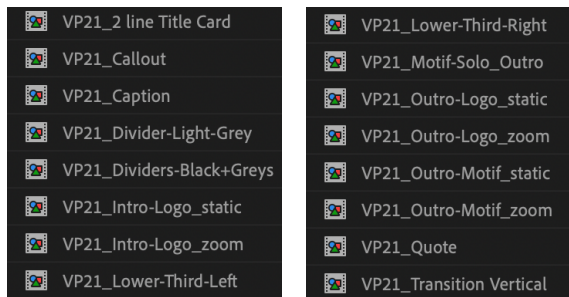 VP21_2 line Title Card
VP21_Callout
VP21_Caption
VP21_Divider-Light-Grey
VP21_Dividers-Black+Greys
VP21_Intro-Logo_static
VP21_Intro-Logo_zoom
VP21_Lower-Third-Left
VP21_Lower-Third-Right
VP21_Motif-Solo_Outro
VP21_Outro-Logo_static
VP21_Outro-Logo_zoom
VP21_Outro-Motif_static
VP21_Outro-Motif_zoom
VP21_Quote
VP21_Transition Vertical